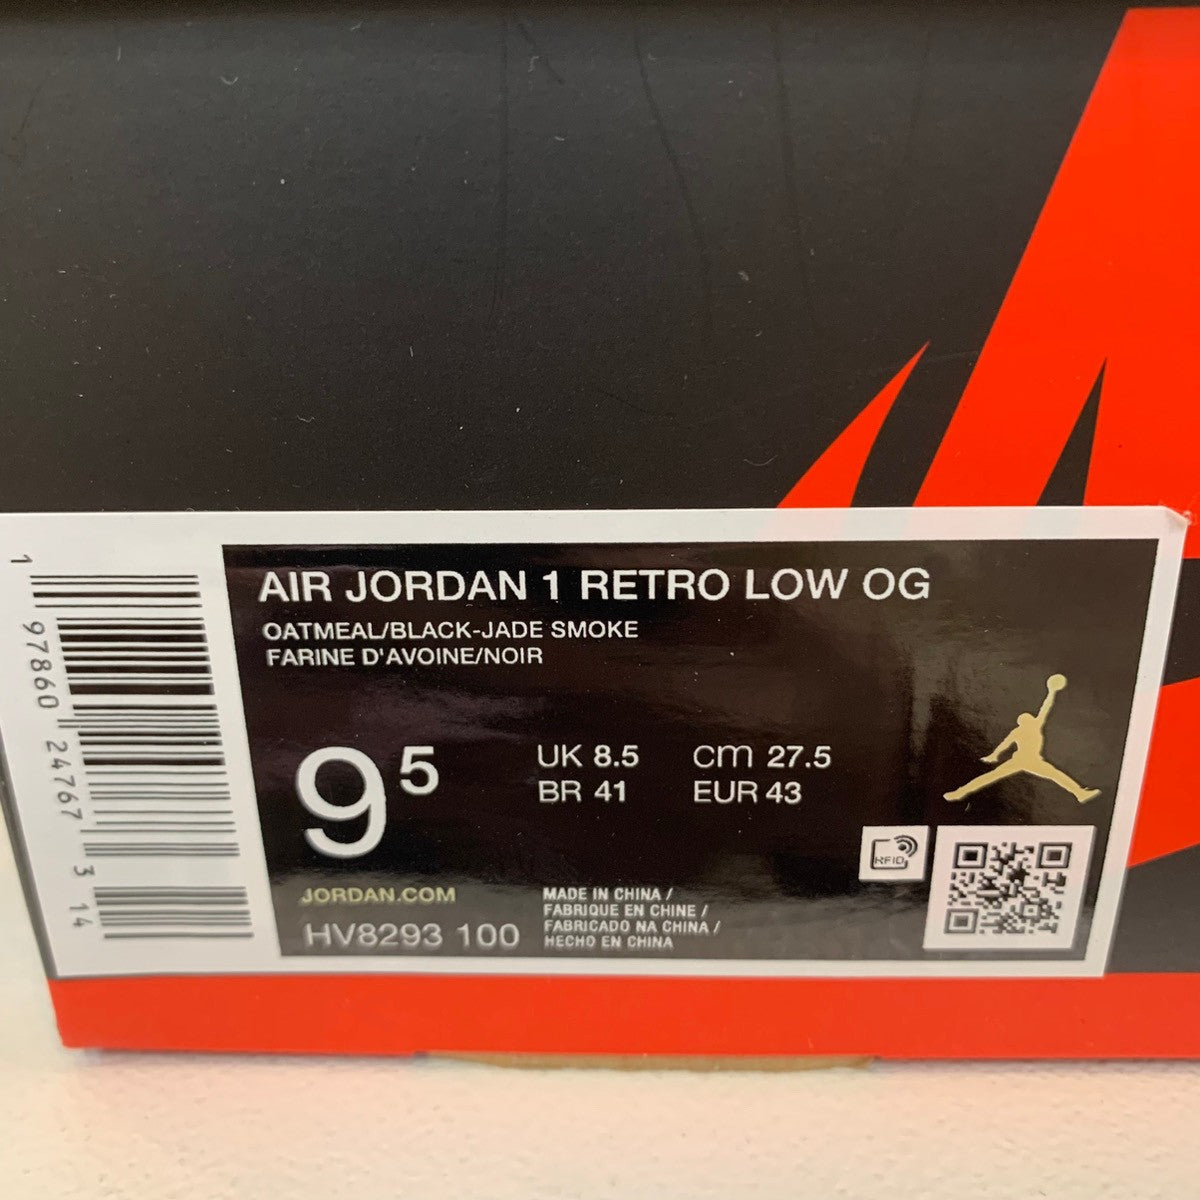 AIR JORDAN 1 RETRO LOW OG
OATMEAL/BLACK-JADE SMOKE
FARINE D'AVOINE/NOIR
9 5
UK 8.5 cm 27.5
BR 41 EUR 43
RFID
JORDAN.COM
HV8293 100
MADE IN CHINA /
FABRIQUE EN CHINE /
FABRICADO NA CHINA /
HECHO EN CHINA
1 97860 24767 3 14